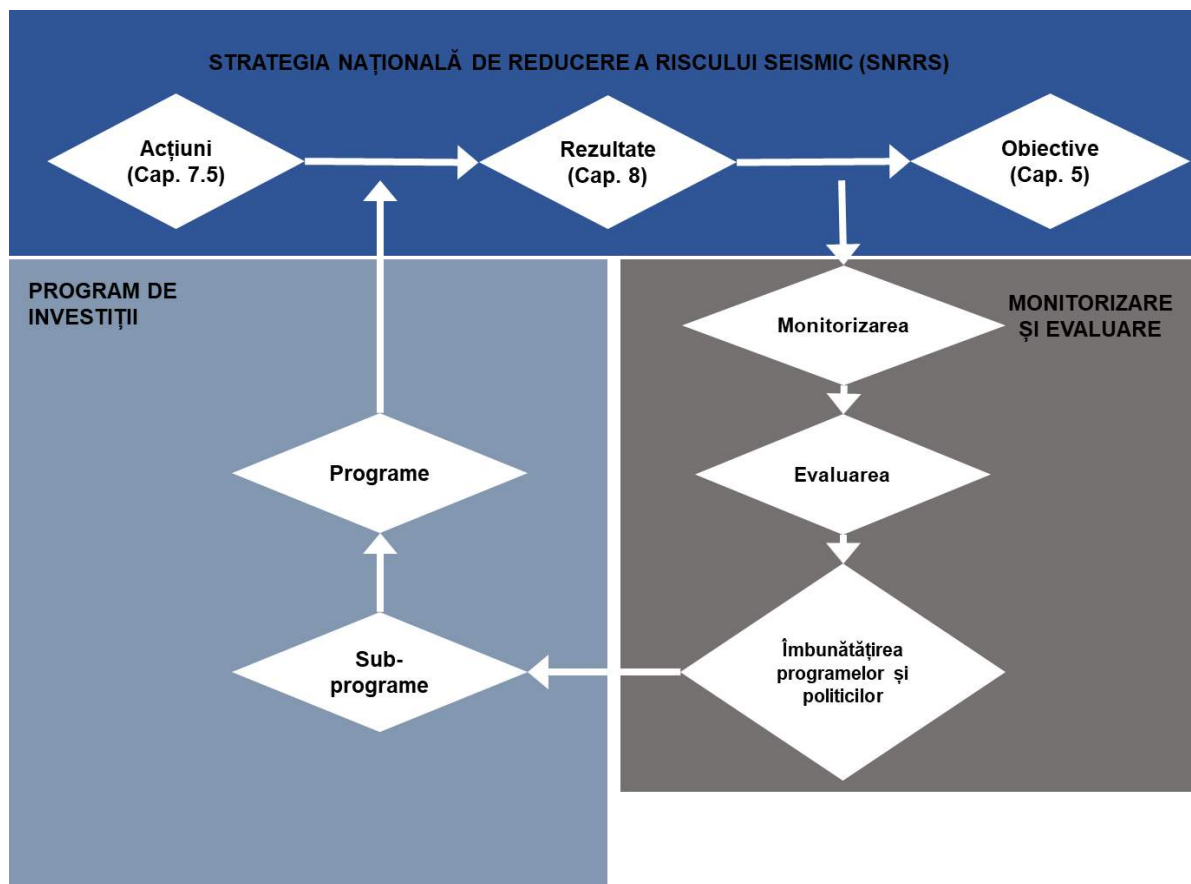 STRATEGIA NAȚIONALĂ DE REDUCERE A RISCULUI SEISMIC (SNRRS)
Acțiuni
(Cap. 7.5)
Rezultate
(Cap. 8)
Obiective
(Cap. 5)
PROGRAM DE
INVESTIȚII
MONITORIZARE
ȘI EVALUARE
Monitorizarea
Evaluarea
Programe
Îmbunătățirea
programelor și
politicilor
Sub-
programe